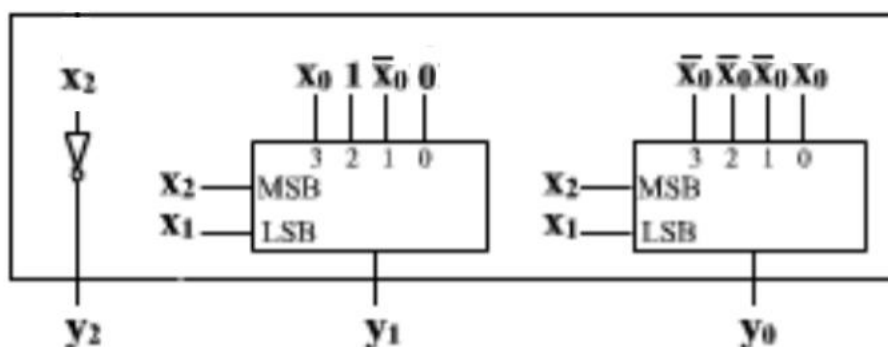 x₂ x₀ 1 x̄₀ 0 x̄₀ x̄₀ x̄₀ x₀
3 2 1 0 3 2 1 0
x₂ MSB x₂ MSB
x₁ LSB x₁ LSB
y₂ y₁ y₀